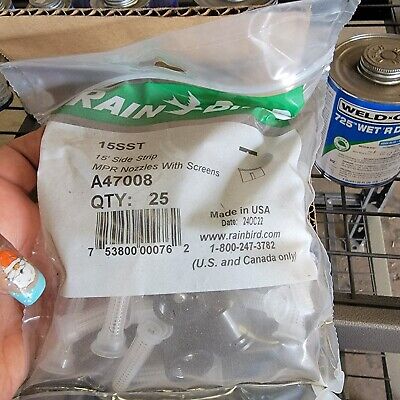 RAIN BIRD
15SST
15' Side Strip
MPR Nozzles With Screens
A47008
QTY: 25
Made in USA
Date: 24OC22
7 53800 00076 2
www.rainbird.com
1-800-247-3782
(U.S. and Canada only)
WELD-O
725 "WET'R D